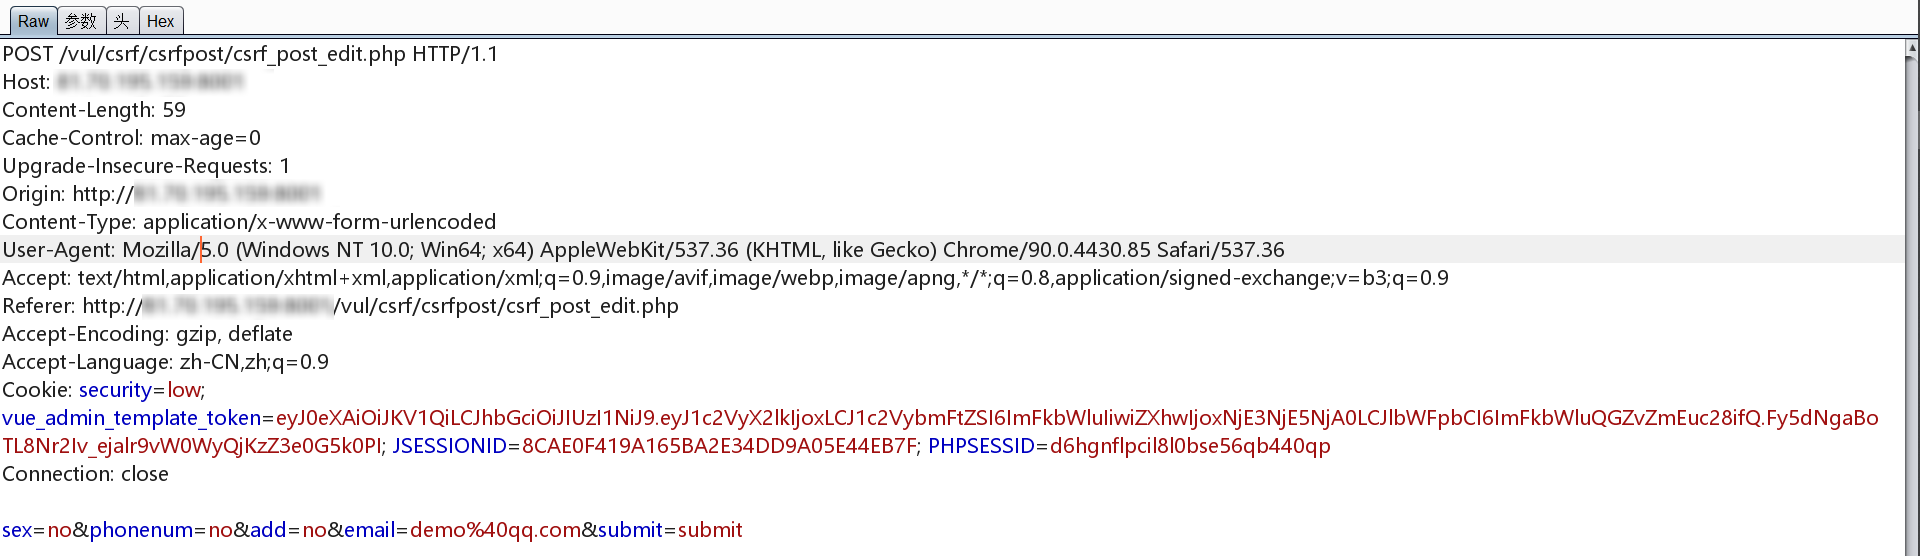 Raw 参数 头 Hex
POST /vul/csrf/csrfpost/csrf_post_edit.php HTTP/1.1
Host:
Content-Length: 59
Cache-Control: max-age=0
Upgrade-Insecure-Requests: 1
Origin: http://
Content-Type: application/x-www-form-urlencoded
User-Agent: Mozilla/5.0 (Windows NT 10.0; Win64; x64) AppleWebKit/537.36 (KHTML, like Gecko) Chrome/90.0.4430.85 Safari/537.36
Accept: text/html,application/xhtml+xml,application/xml;q=0.9,image/avif,image/webp,image/apng,*/*;q=0.8,application/signed-exchange;v=b3;q=0.9
Referer: http:// /vul/csrf/csrfpost/csrf_post_edit.php
Accept-Encoding: gzip, deflate
Accept-Language: zh-CN,zh;q=0.9
Cookie: security=low;
vue_admin_template_token=eyJ0eXAiOiJKV1QiLCJhbGciOiJIUzI1NiJ9.eyJ1c2VyX2lkIjoxLCJ1c2VybmFtZSI6ImFkbWluIiwiZXhwIjoxNjE3NjE5NjA0LCJlbWFpbCI6ImFkbWluQGZvZmEuc28ifQ.Fy5dNgaBo
TL8Nr2Iv_ejaIr9vW0WyQjKzZ3e0G5k0PI; JSESSIONID=8CAE0F419A165BA2E34DD9A05E44EB7F; PHPSESSID=d6hgnflpcil8l0bse56qb440qp
Connection: close
sex=no&phonenum=no&add=no&email=demo%40qq.com&submit=submit